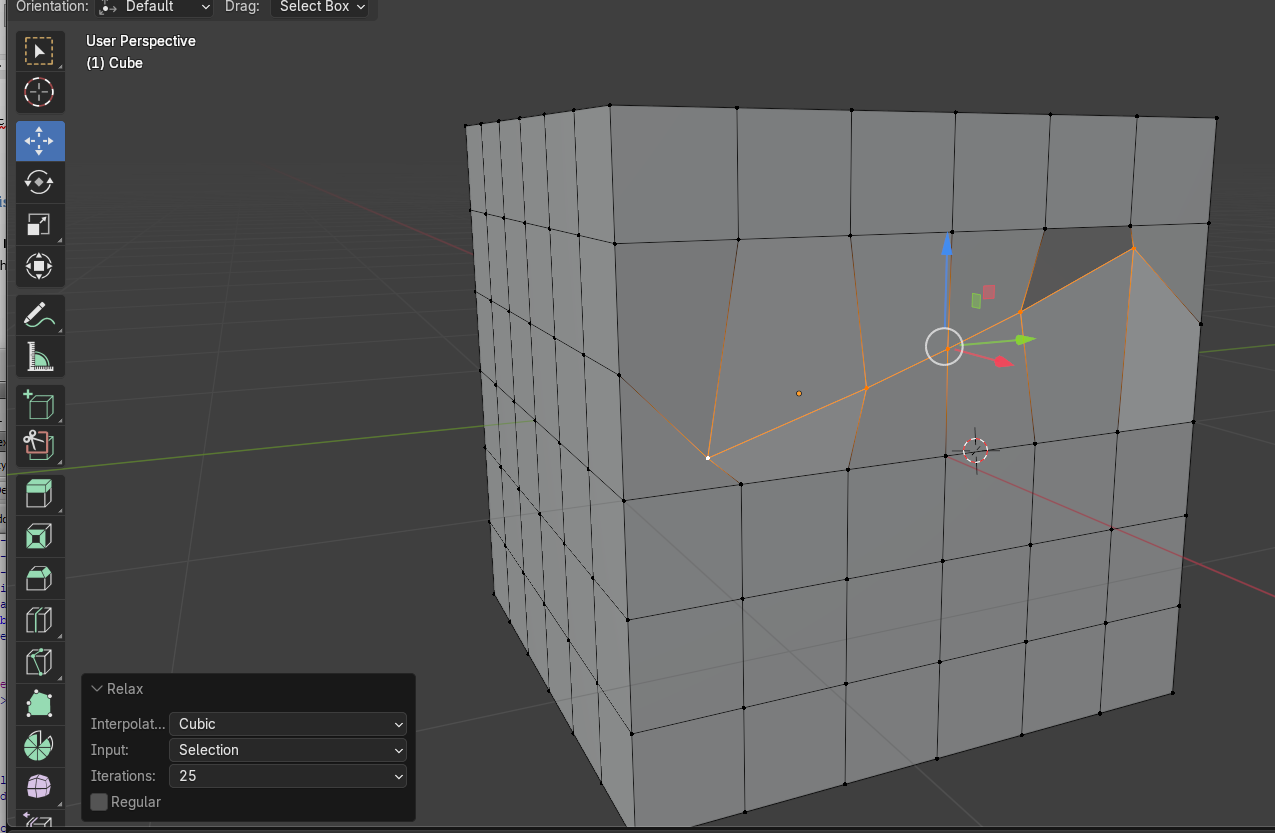 Orientation: Default Drag: Select Box
User Perspective
(1) Cube
Relax
Interpolat... Cubic
Input: Selection
Iterations: 25
Regular